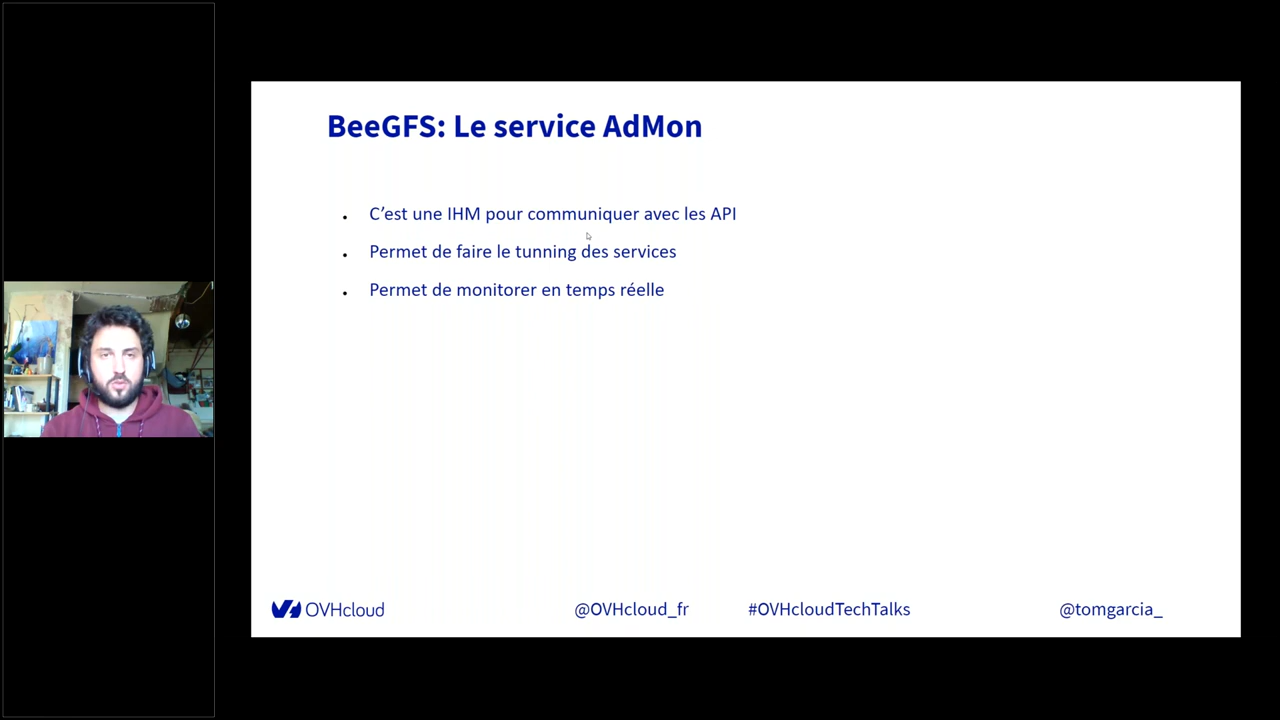 BeeGFS: Le service AdMon
C’est une IHM pour communiquer avec les API
Permet de faire le tunning des services
Permet de monitorer en temps réelle
OVHcloud
@OVHcloud_fr
#OVHcloudTechTalks
@tomgarcia_